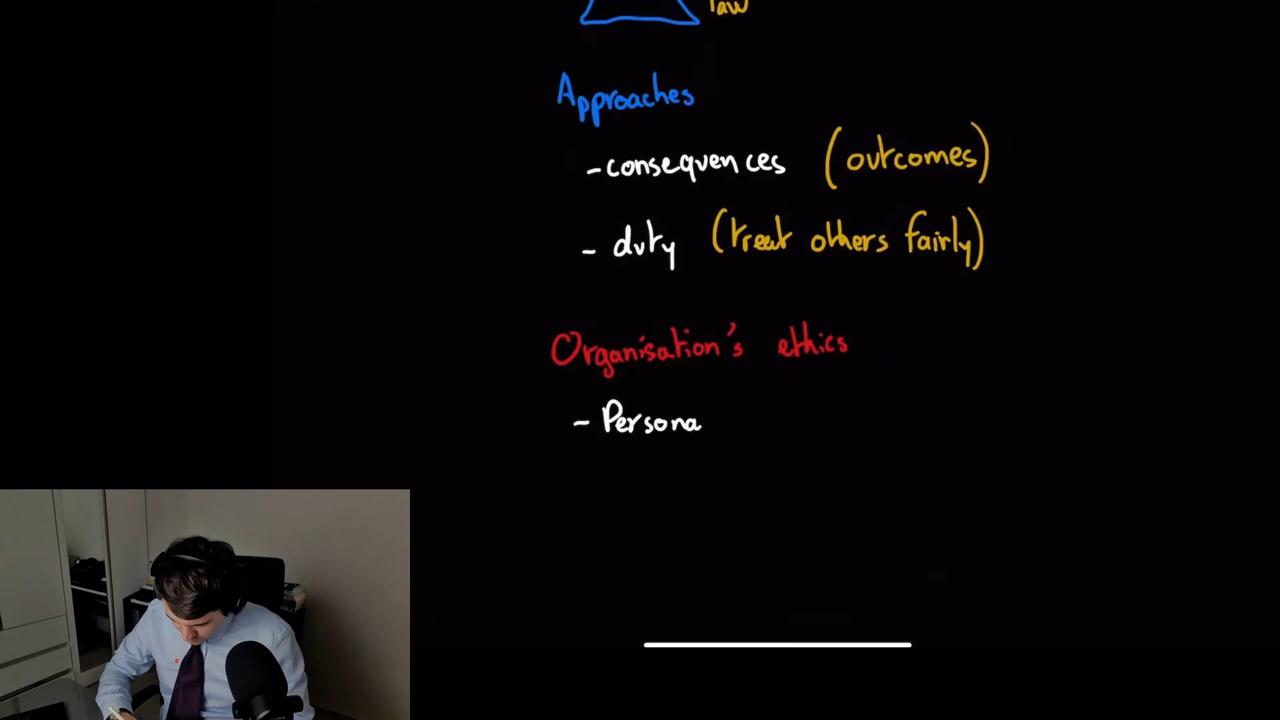 law
Approaches
- consequences (outcomes)
- duty (treat others fairly)
Organisation's ethics
- Persona